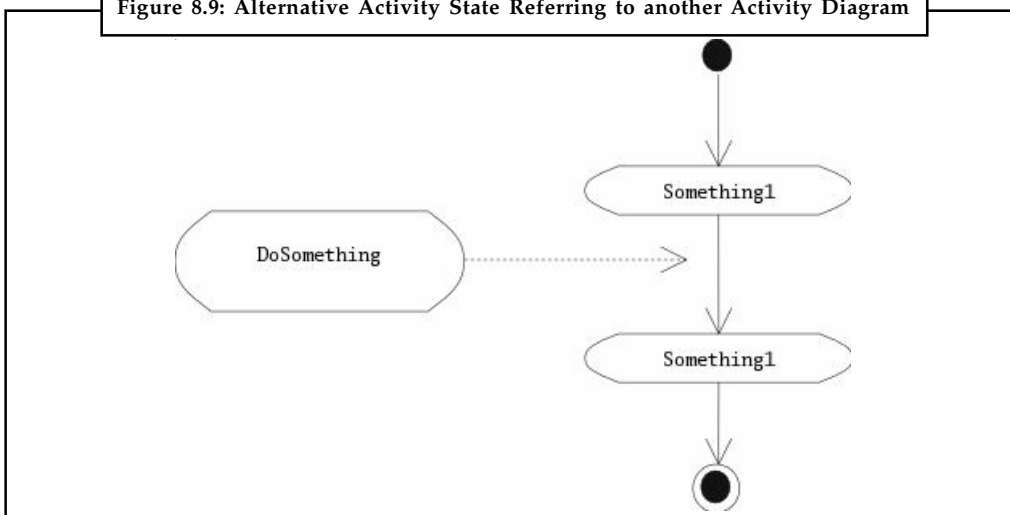 Figure 8.9: Alternative Activity State Referring to another Activity Diagram
Something1
DoSomething
Something1